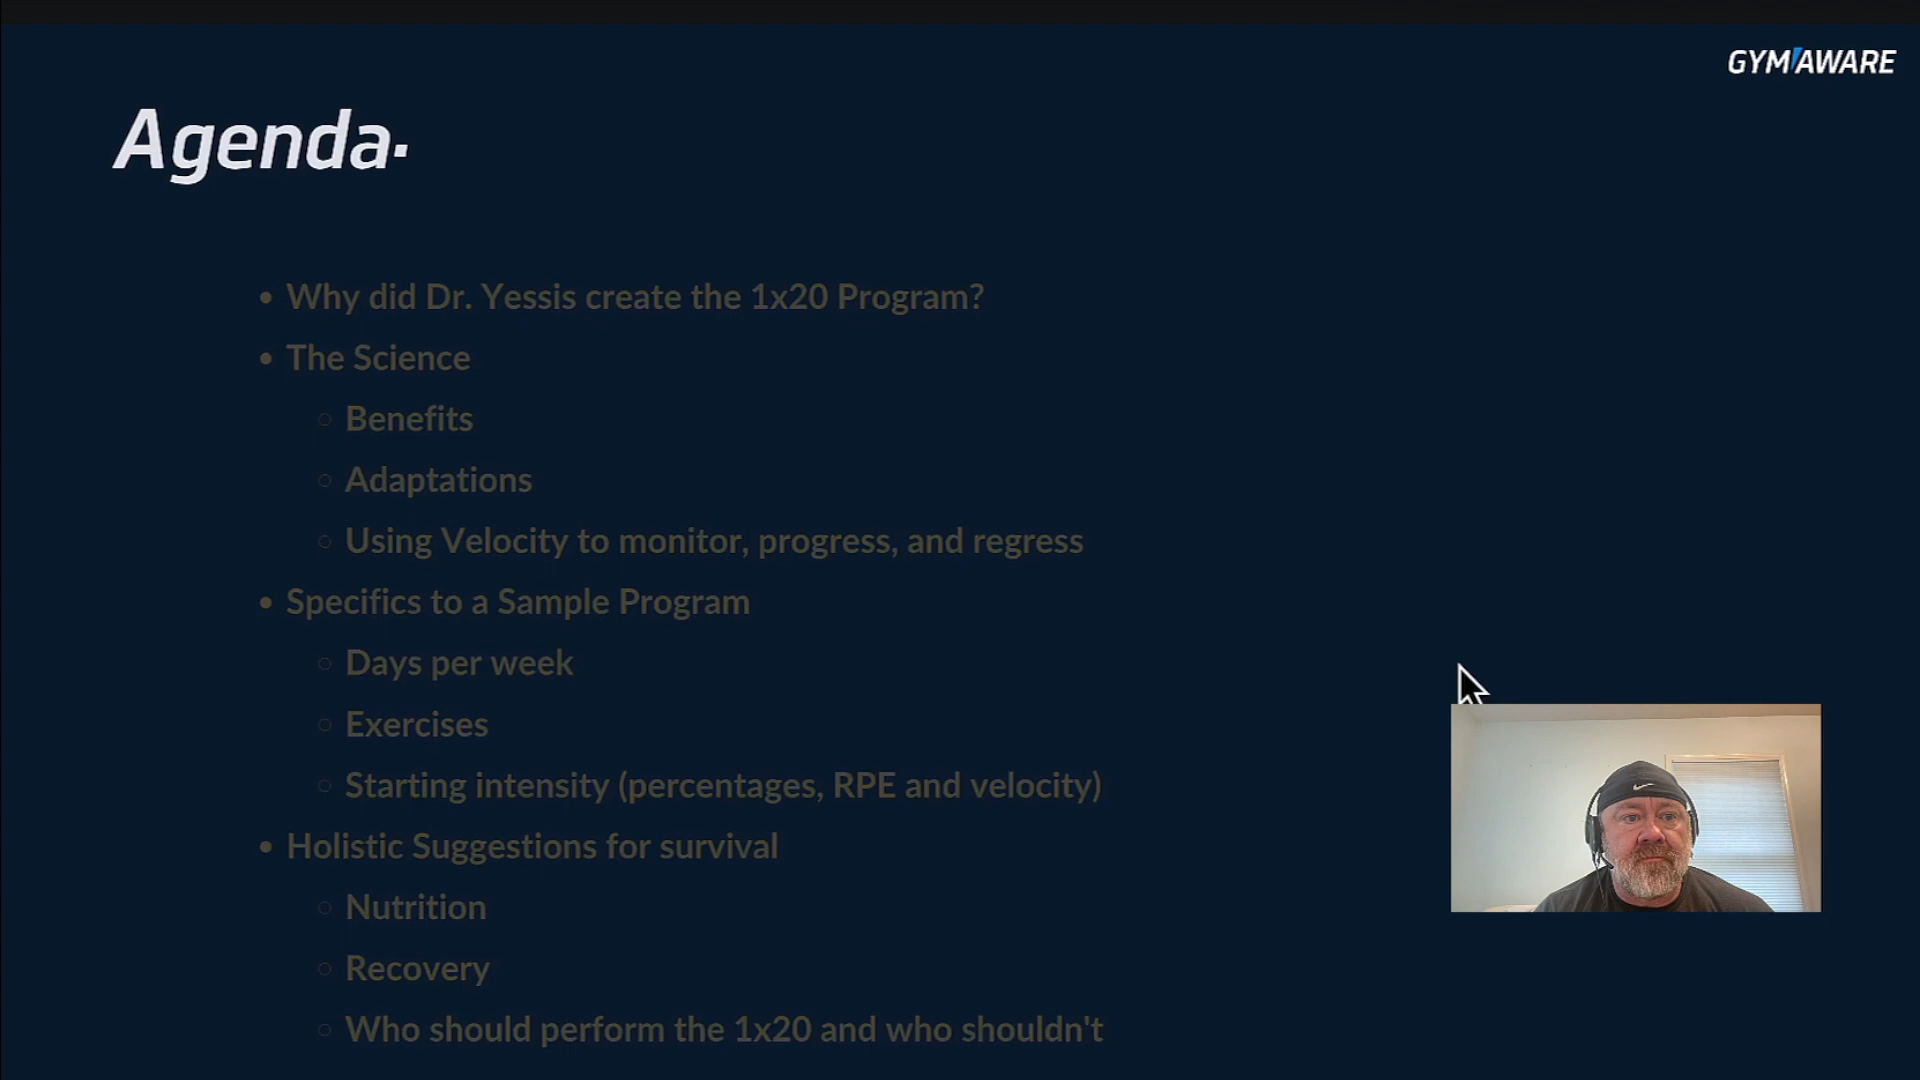 GYMAWARE
Agenda.
• Why did Dr. Yessis create the 1x20 Program?
• The Science
○ Benefits
○ Adaptations
○ Using Velocity to monitor, progress, and regress
• Specifics to a Sample Program
○ Days per week
○ Exercises
○ Starting intensity (percentages, RPE and velocity)
• Holistic Suggestions for survival
○ Nutrition
○ Recovery
○ Who should perform the 1x20 and who shouldn't